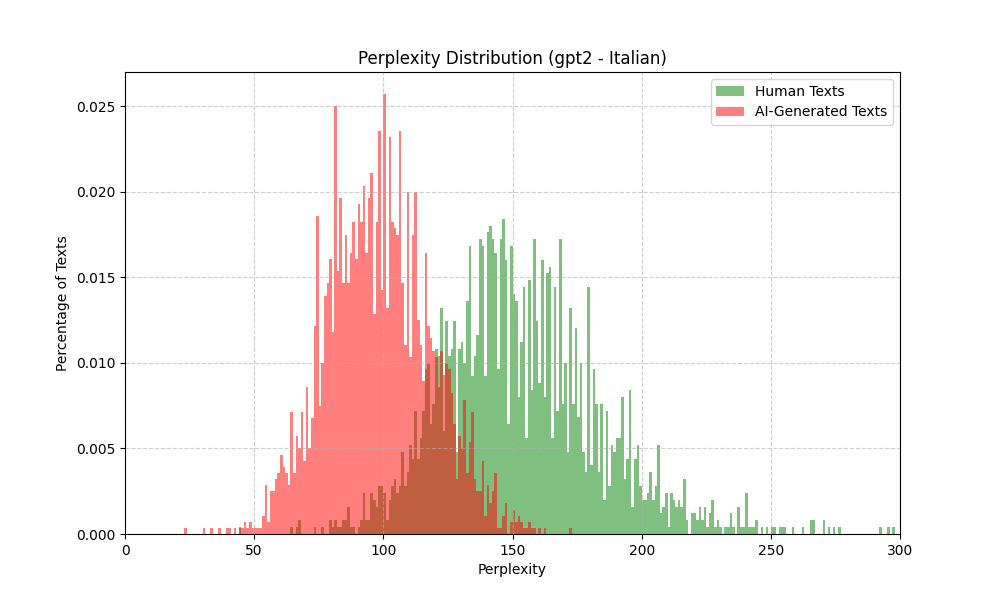 Perplexity Distribution (gpt2 - Italian)
Human Texts
AI-Generated Texts
Percentage of Texts
0.025
0.020
0.015
0.010
0.005
0.000
0 50 100 150 200 250 300
Perplexity